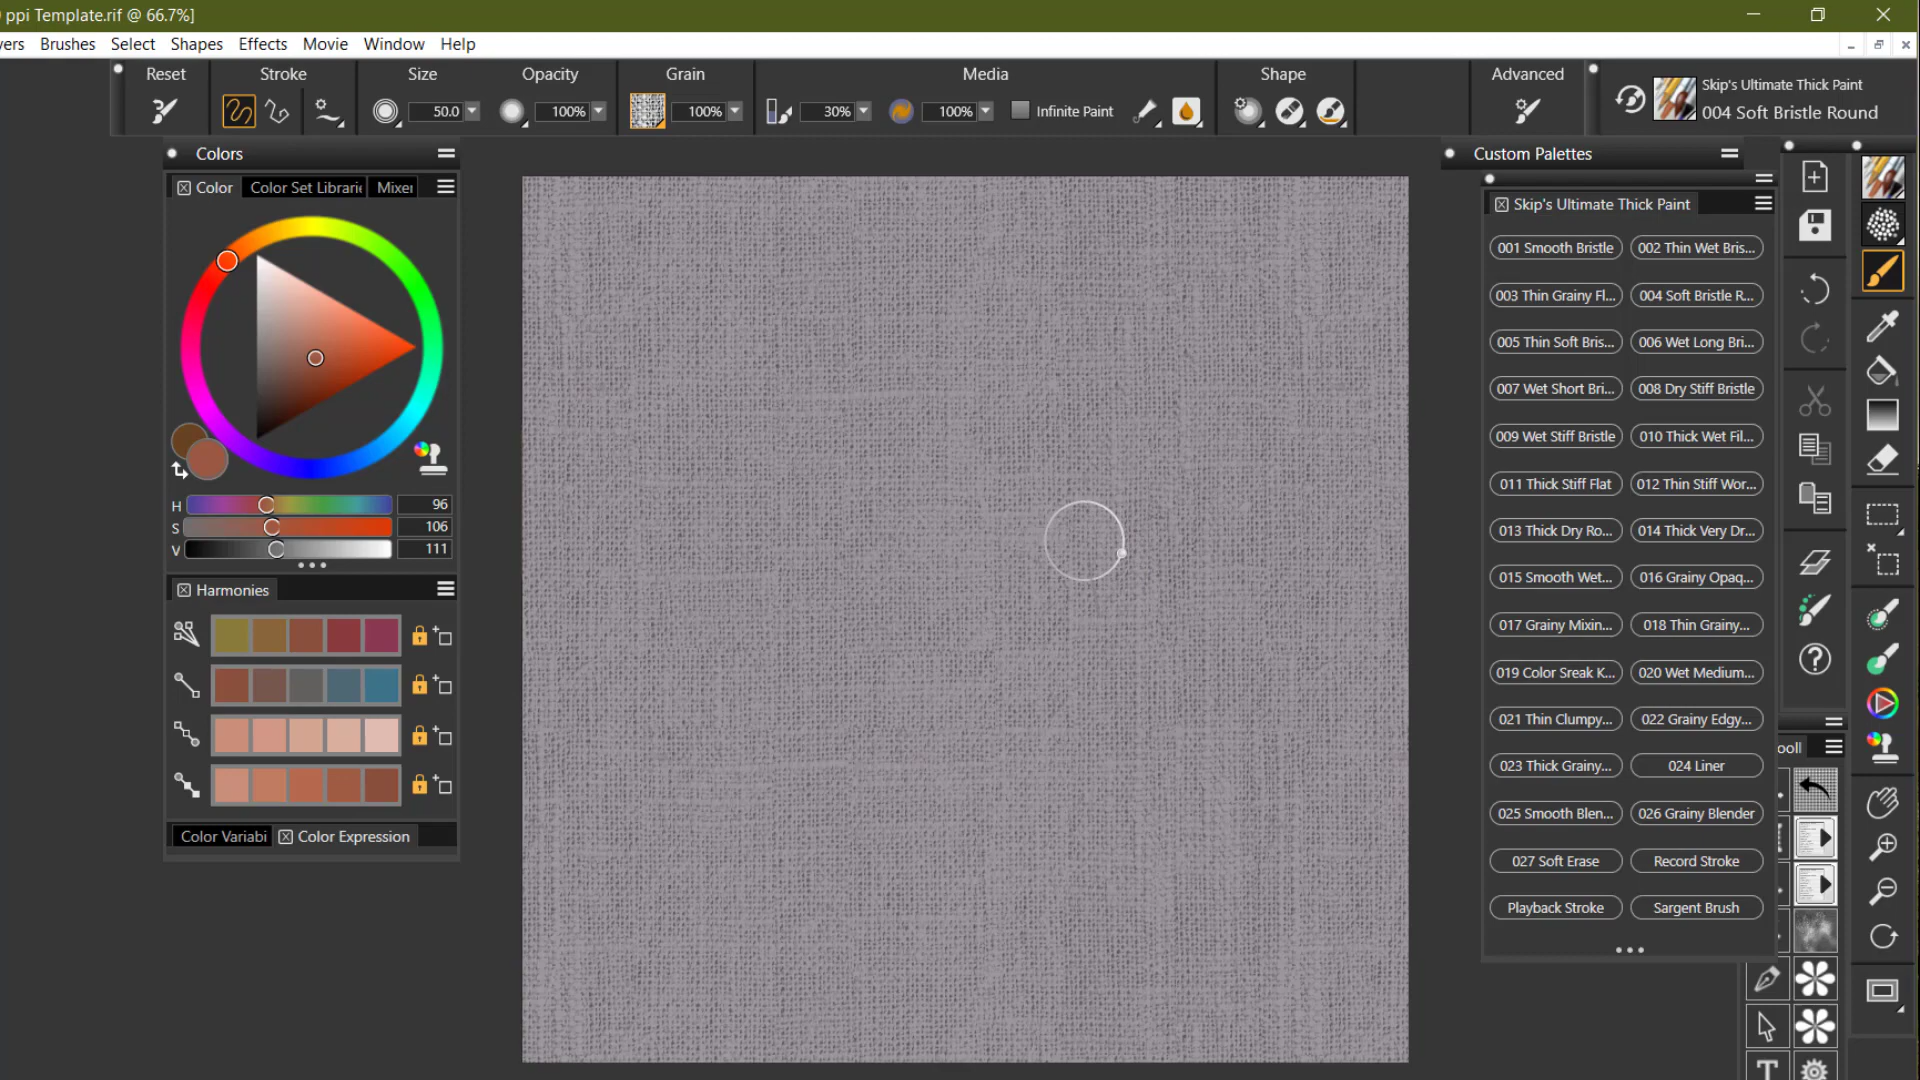 ppi Template.rif @ 66.7%]
vers Brushes Select Shapes Effects Movie Window Help
Reset Stroke Size Opacity Grain Media Shape Advanced
Skip's Ultimate Thick Paint
50.0 100% 100% 30% 100% Infinite Paint
004 Soft Bristle Round
Colors
Color Color Set Librari Mixer
H 96
S 106
V 111
Harmonies
Color Variabi Color Expression
Custom Palettes
Skip's Ultimate Thick Paint
001 Smooth Bristle 002 Thin Wet Bris...
003 Thin Grainy Fl... 004 Soft Bristle R...
005 Thin Soft Bris... 006 Wet Long Bri...
007 Wet Short Bri... 008 Dry Stiff Bristle
009 Wet Stiff Bristle 010 Thick Wet Fil...
011 Thick Stiff Flat 012 Thin Stiff Wor...
013 Thick Dry Ro... 014 Thick Very Dr...
015 Smooth Wet... 016 Grainy Opaq...
017 Grainy Mixin... 018 Thin Grainy...
019 Color Sreak K... 020 Wet Medium...
021 Thin Clumpy... 022 Grainy Edgy...
023 Thick Grainy... 024 Liner
025 Smooth Blen... 026 Grainy Blender
027 Soft Erase Record Stroke
Playback Stroke Sargent Brush
ooll
T